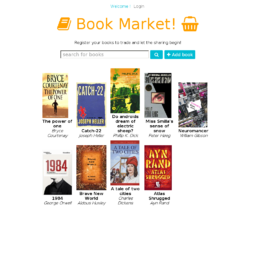 Welcome! Login
Book Market!
Register your books to trade and let the sharing begin!
search for books
Add book
BRYCE
COURTENAY
THE POWER
OF ONE
CATCH-22
JOSEPH HELLER
The power of
one
Bryce
Courtenay
Catch-22
Joseph Heller
Do androids
dream of
electric
sheep?
Philip K. Dick
Miss Smilla's
sense of
snow
Peter Høeg
Neuromancer
William Gibson
1984
A TALE OF
TWO CITIES
AYN
RAND
ATLAS
SHRUGGED
1984
George Orwell
Brave New
World
Aldous Huxley
A tale of two
cities
Charles
Dickens
Atlas
Shrugged
Ayn Rand